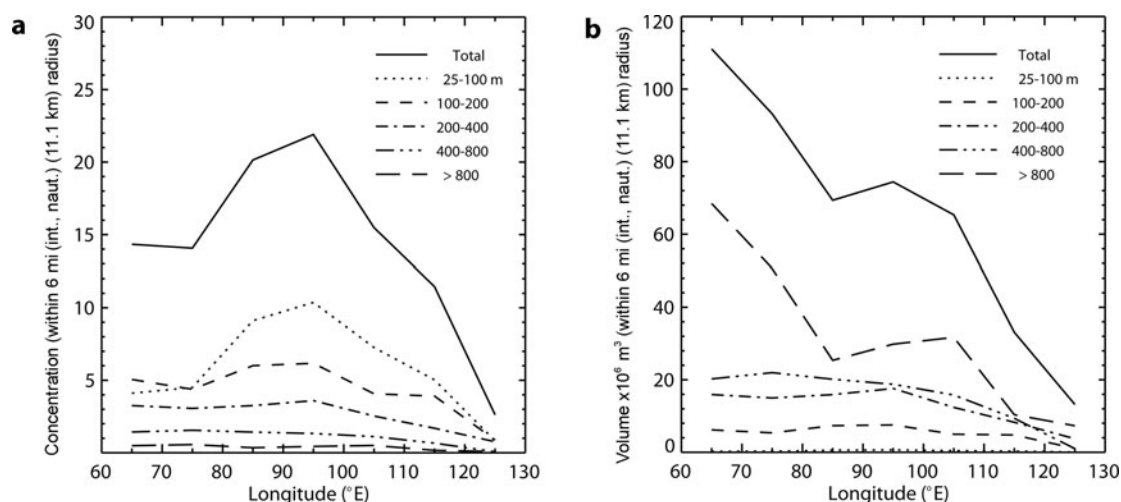 a
Concentration (within 6 mi (int., naut.) (11.1 km) radius)
30
25
20
15
10
5
60 70 80 90 100 110 120 130
Longitude (°E)
Total
25-100 m
100-200
200-400
400-800
> 800
b
Volume x10⁶ m³ (within 6 mi (int., naut.) (11.1 km) radius)
120
100
80
60
40
20
0
60 70 80 90 100 110 120 130
Longitude (°E)
Total
25-100 m
100-200
200-400
400-800
> 800